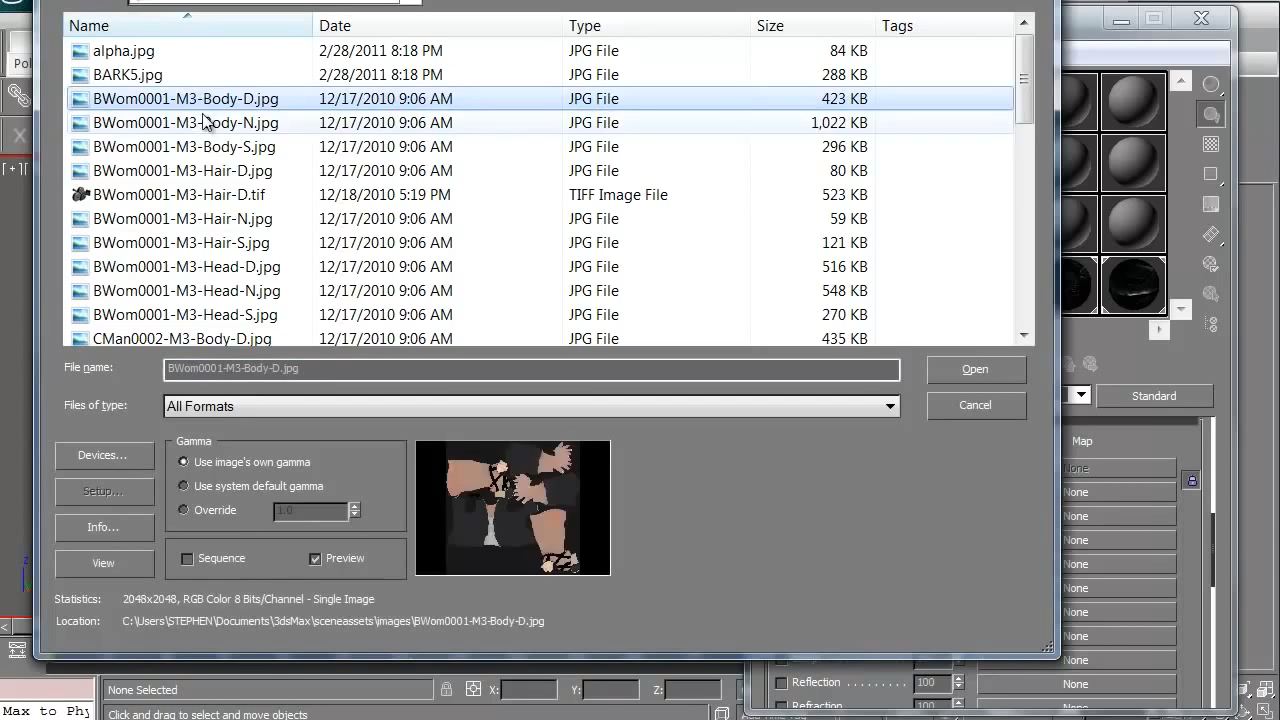 Name Date Type Size Tags
alpha.jpg 2/28/2011 8:18 PM JPG File 84 KB
BARK5.jpg 2/28/2011 8:18 PM JPG File 288 KB
BWom0001-M3-Body-D.jpg 12/17/2010 9:06 AM JPG File 423 KB
BWom0001-M3-Body-N.jpg 12/17/2010 9:06 AM JPG File 1,022 KB
BWom0001-M3-Body-S.jpg 12/17/2010 9:06 AM JPG File 296 KB
BWom0001-M3-Hair-D.jpg 12/17/2010 9:06 AM JPG File 80 KB
BWom0001-M3-Hair-D.tif 12/18/2010 5:19 PM TIFF Image File 523 KB
BWom0001-M3-Hair-N.jpg 12/17/2010 9:06 AM JPG File 59 KB
BWom0001-M3-Hair-S.jpg 12/17/2010 9:06 AM JPG File 121 KB
BWom0001-M3-Head-D.jpg 12/17/2010 9:06 AM JPG File 516 KB
BWom0001-M3-Head-N.jpg 12/17/2010 9:06 AM JPG File 548 KB
BWom0001-M3-Head-S.jpg 12/17/2010 9:06 AM JPG File 270 KB
CMan0002-M3-Body-D.jpg 12/17/2010 9:06 AM JPG File 435 KB
File name: BWom0001-M3-Body-D.jpg Open
Files of type: All Formats Cancel
Devices...
Setup...
Info...
View
Gamma
Use image's own gamma
Use system default gamma
Override 1.0
Sequence Preview
Statistics: 2048x2048, RGB Color 8 Bits/Channel - Single Image
Location: C:\Users\STEPHEN\Documents\3dsMax\sceneassets\images\BWom0001-M3-Body-D.jpg
Pol
[ + ]
Standard
Map
None
None
None
None
None
None
None
None
None
Reflection . . . . . . . . . 100 None
Refraction 100
None Selected X: Y: Z:
Max to Phy Click and drag to select and move objects